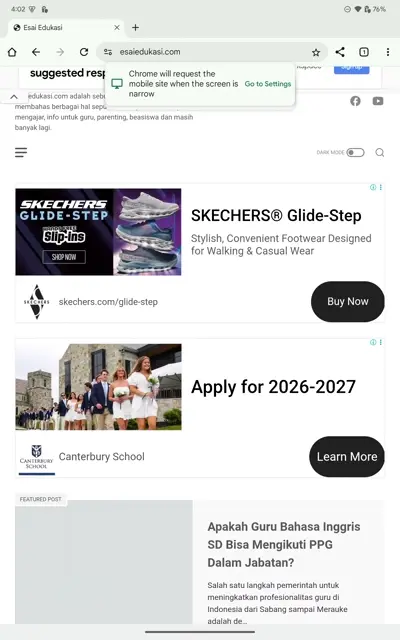 4:02
76%
Esai Edukasi
esaiedukasi.com
1
suggested resp
Chrome will request the
mobile site when the screen is
narrow
Go to Settings
edukasi.com adalah seb
membahas berbagai hal sepu
mengajar, info untuk guru, parenting, beasiswa dan masih
banyak lagi.
DARK MODE
SKECHERS
GLIDE-STEP
Slip-ins
SHOP NOW
SKECHERS® Glide-Step
Stylish, Convenient Footwear Designed
for Walking & Casual Wear
SKECHERS
skechers.com/glide-step
Buy Now
Apply for 2026-2027
CANTERBURY
SCHOOL
Canterbury School
Learn More
FEATURED POST
Apakah Guru Bahasa Inggris
SD Bisa Mengikuti PPG
Dalam Jabatan?
Salah satu langkah pemerintah untuk
meningkatkan profesionalitas guru di
Indonesia dari Sabang sampai Merauke
adalah de...